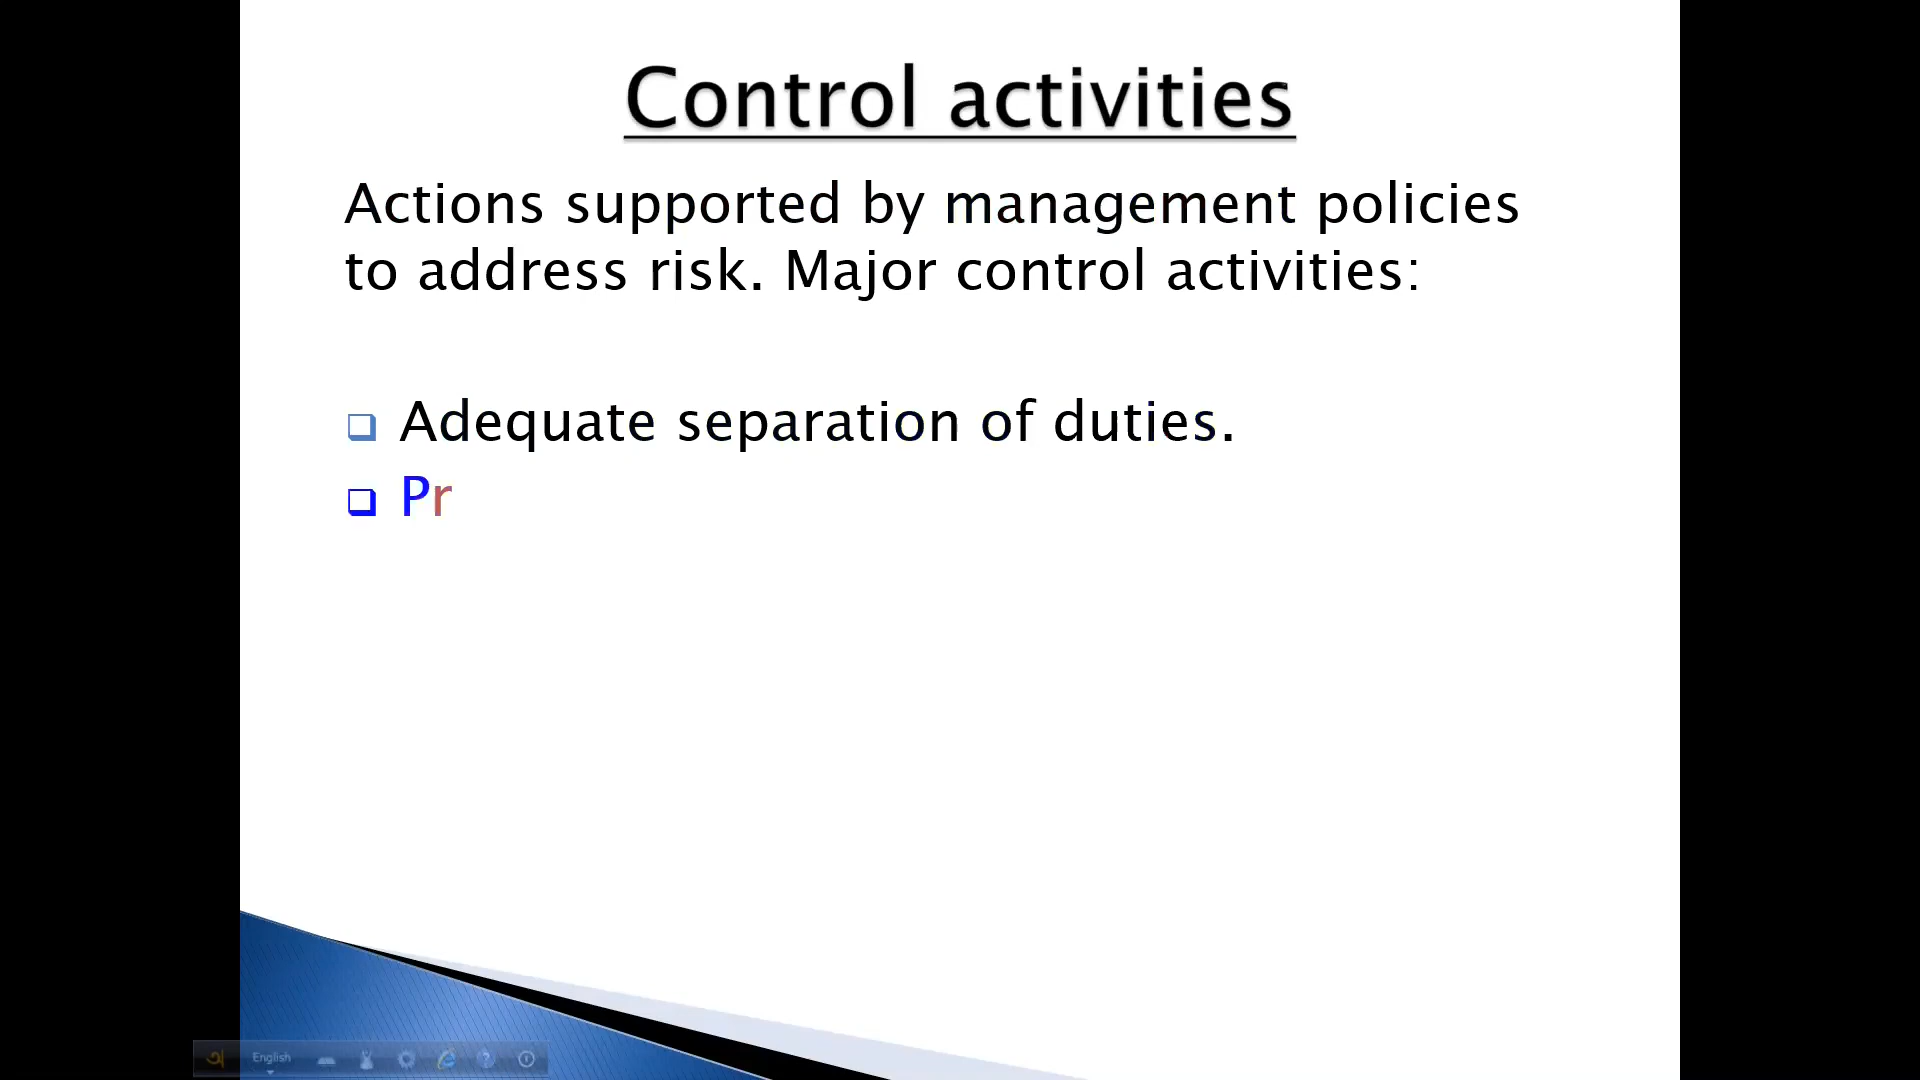 Control activities
Actions supported by management policies
to address risk. Major control activities:
Adequate separation of duties.
Pr
অ English